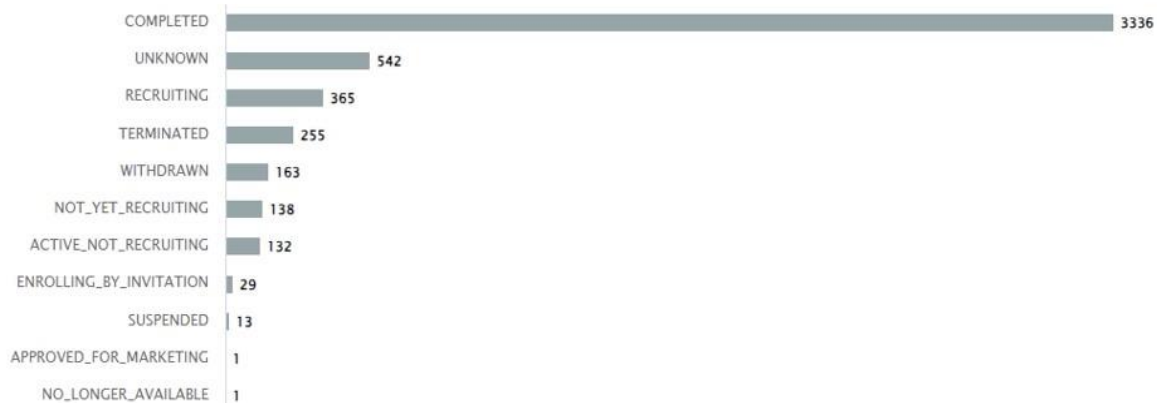 COMPLETED 3336
UNKNOWN 542
RECRUITING 365
TERMINATED 255
WITHDRAWN 163
NOT_YET_RECRUITING 138
ACTIVE_NOT_RECRUITING 132
ENROLLING_BY_INVITATION 29
SUSPENDED 13
APPROVED_FOR_MARKETING 1
NO_LONGER_AVAILABLE 1